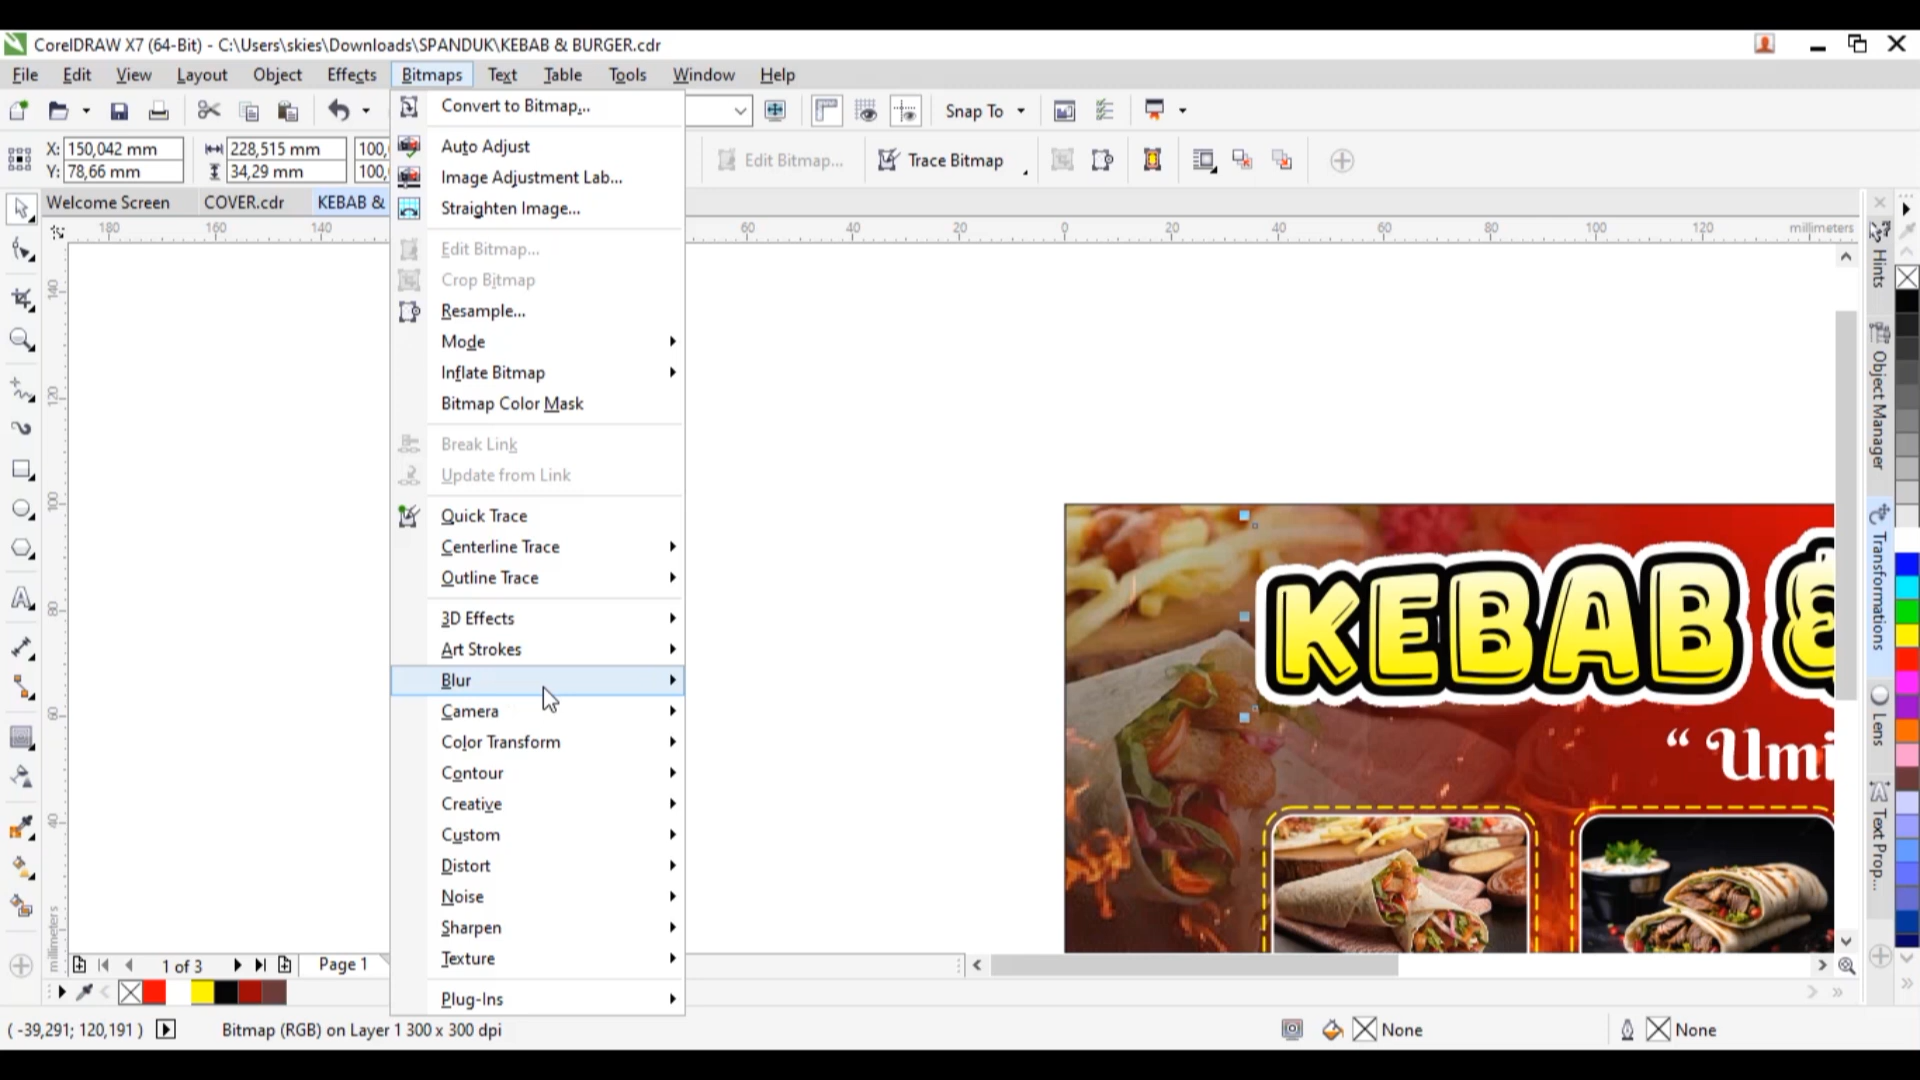 CorelDRAW X7 (64-Bit) - C:\Users\skies\Downloads\SPANDUK\KEBAB & BURGER.cdr
File Edit View Layout Object Effects Bitmaps Text Table Tools Window Help
Snap To
X: 150,042 mm 228,515 mm 100,
Y: 78,66 mm 34,29 mm 100,
Edit Bitmap... Trace Bitmap
Welcome Screen COVER.cdr KEBAB &
180 160 140 60 40 20 0 20 40 60 80 100 120 millimeters
140
120
100
80
60
40
millimeters
Convert to Bitmap...
Auto Adjust
Image Adjustment Lab...
Straighten Image...
Edit Bitmap...
Crop Bitmap
Resample...
Mode
Inflate Bitmap
Bitmap Color Mask
Break Link
Update from Link
Quick Trace
Centerline Trace
Outline Trace
3D Effects
Art Strokes
Blur
Camera
Color Transform
Contour
Creative
Custom
Distort
Noise
Sharpen
Texture
Plug-Ins
KEBAB &
“ Umi
Hints
Object Manager
Transformations
Lens
Text Prop...
1 of 3 Page 1
( -39,291; 120,191 ) Bitmap (RGB) on Layer 1 300 x 300 dpi None None